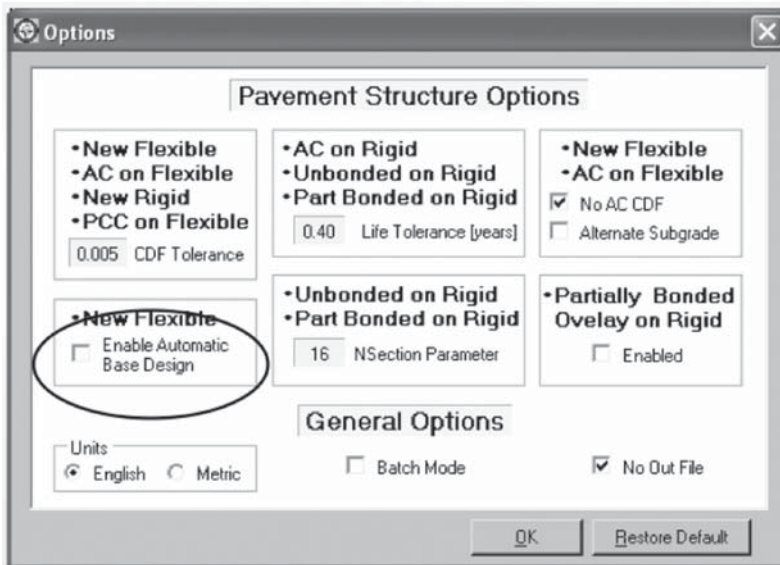 Options
Pavement Structure Options
•New Flexible
•AC on Flexible
•New Rigid
•PCC on Flexible
0.005 CDF Tolerance
•AC on Rigid
•Unbonded on Rigid
•Part Bonded on Rigid
0.40 Life Tolerance [years]
•New Flexible
•AC on Flexible
No AC CDF
Alternate Subgrade
•New Flexible
Enable Automatic
Base Design
•Unbonded on Rigid
•Part Bonded on Rigid
16 NSection Parameter
•Partially Bonded
Ovelay on Rigid
Enabled
General Options
Units
English Metric
Batch Mode
No Out File
OK
Restore Default